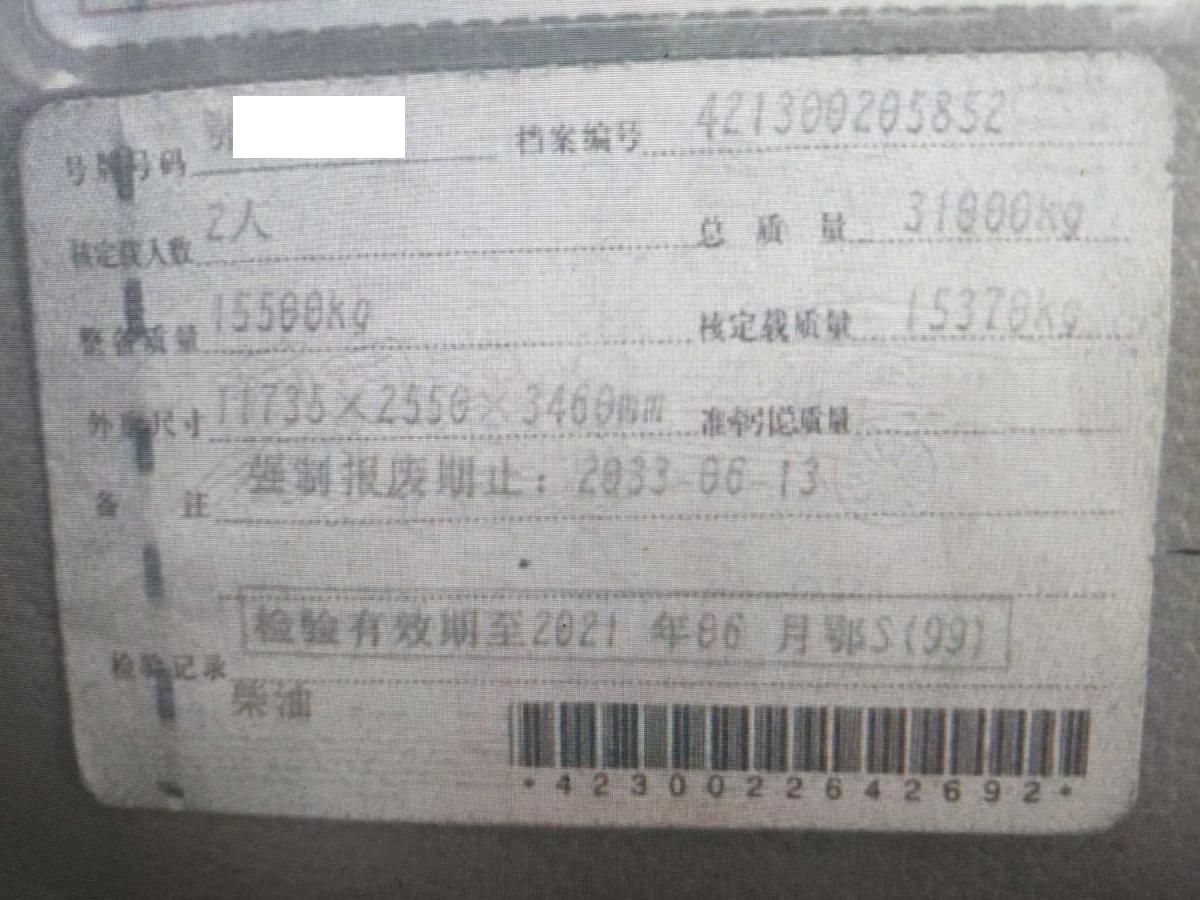 号牌号码 鄂 档案编号 421300205852
核定载人数 2人 总质量 31000kg
整备质量 15500kg 核定载质量 15370kg
外廓尺寸 11735×2550×3460mm 准牵引总质量
备注 强制报废期止：2033-06-13
检验有效期至2021年06月鄂S(99)
检验记录
柴油
*4230022642692*